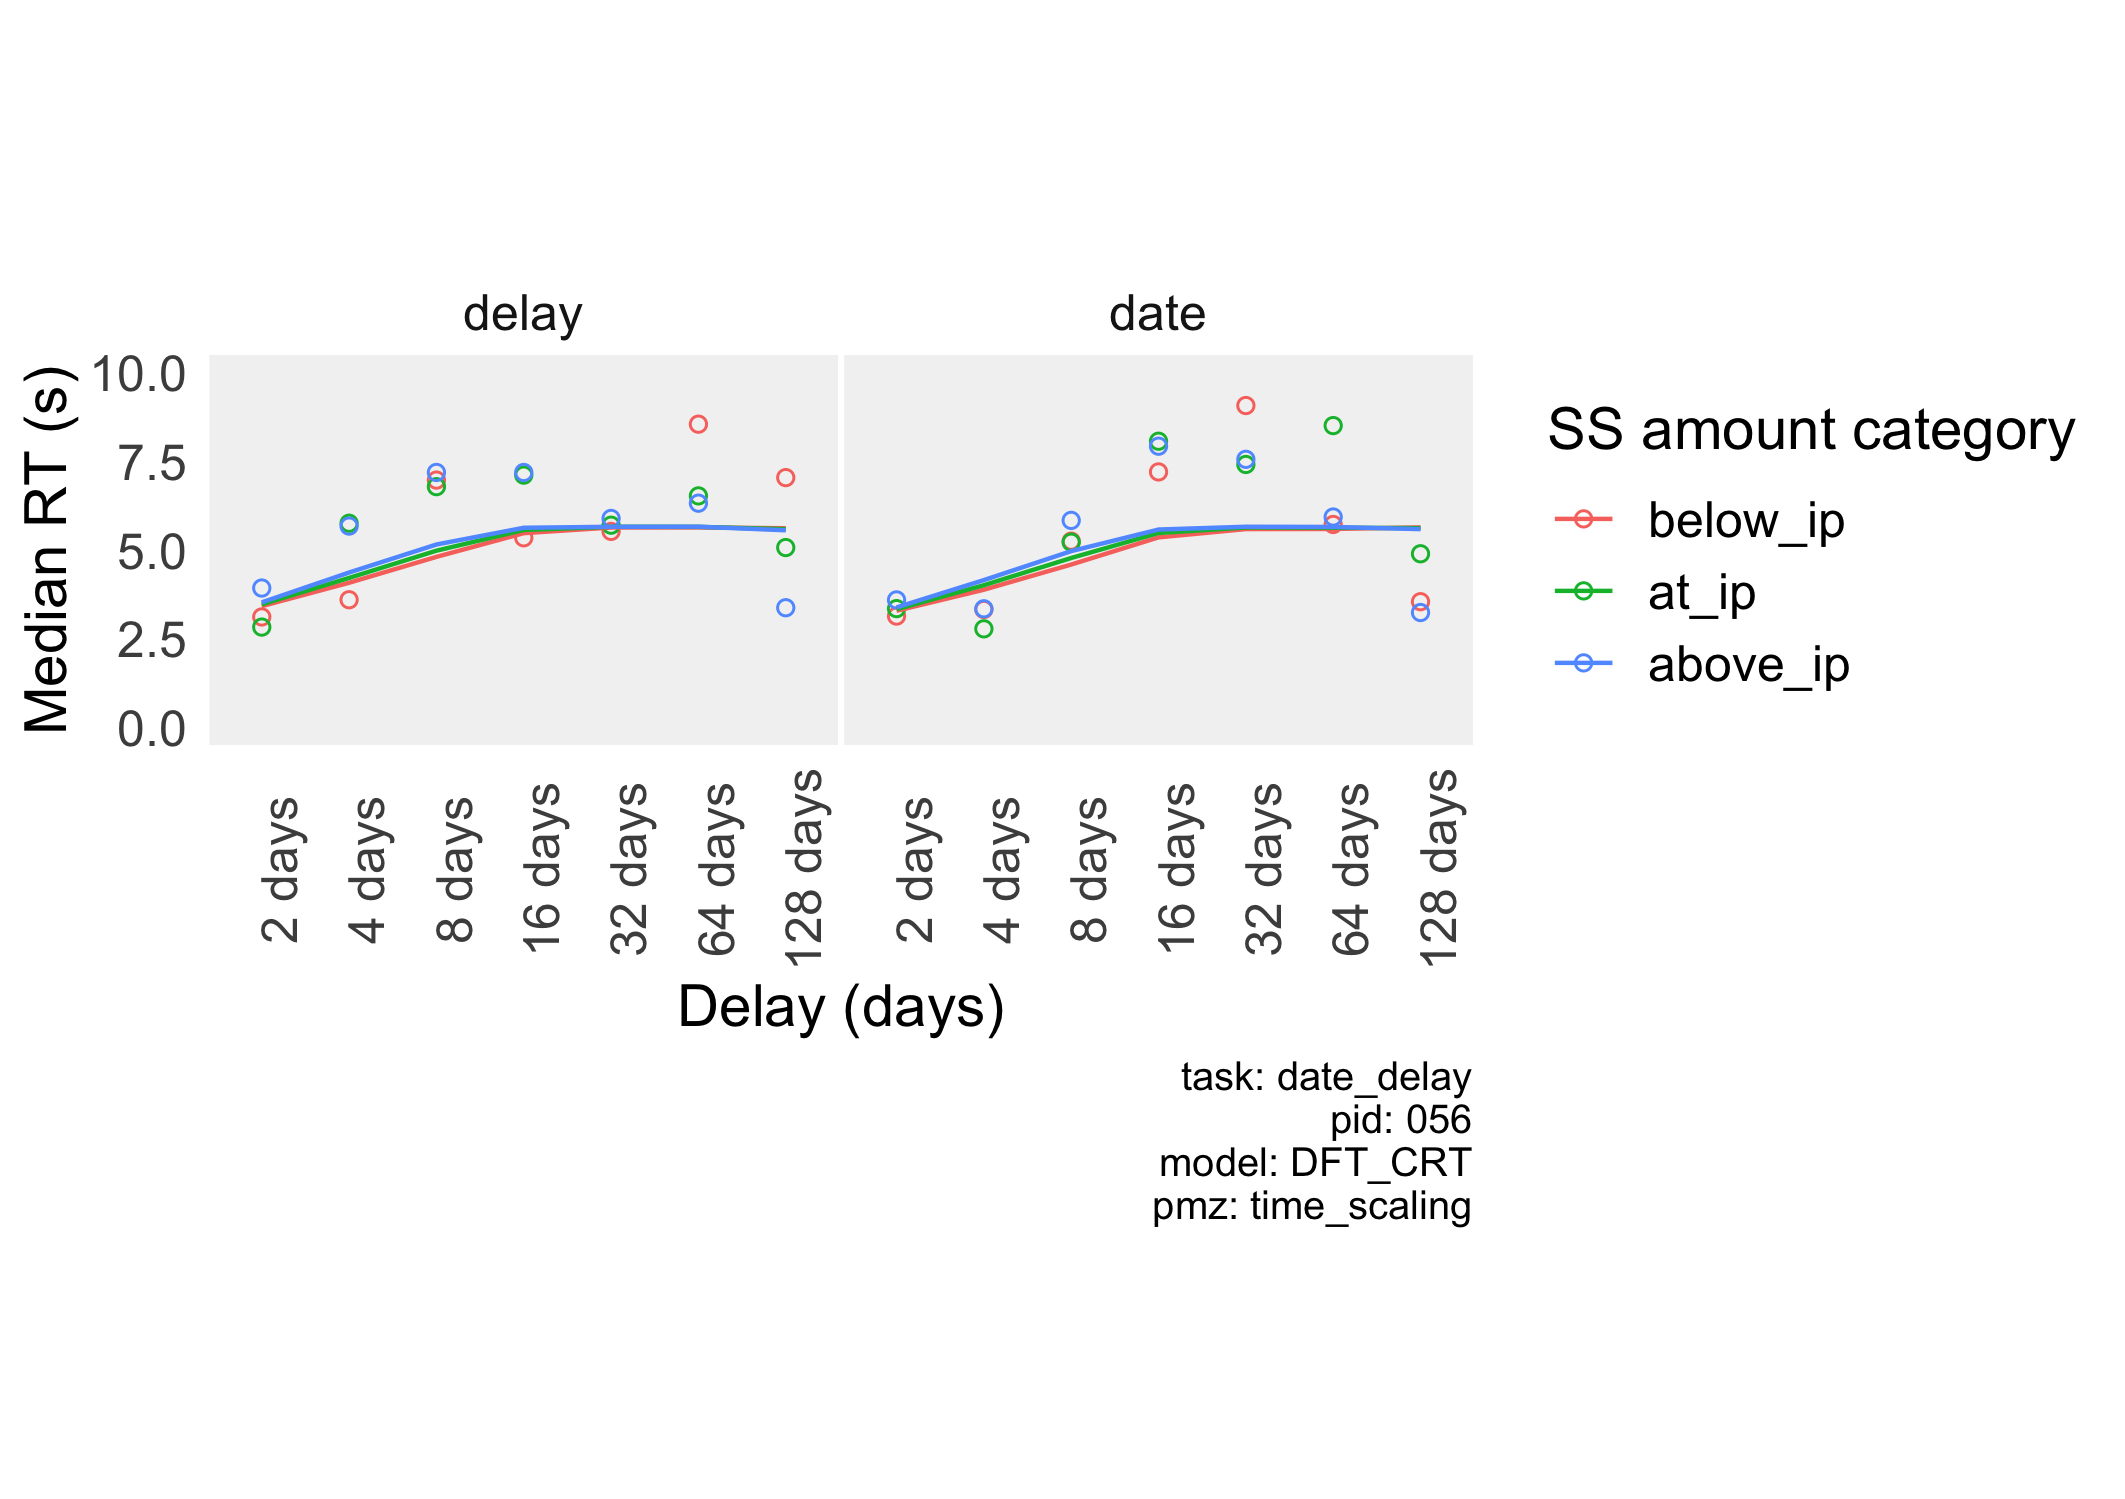 delay
date
Median RT (s)
10.0
7.5
5.0
2.5
0.0
2 days
4 days
8 days
16 days
32 days
64 days
128 days
2 days
4 days
8 days
16 days
32 days
64 days
128 days
Delay (days)
SS amount category
below_ip
at_ip
above_ip
task: date_delay
pid: 056
model: DFT_CRT
pmz: time_scaling